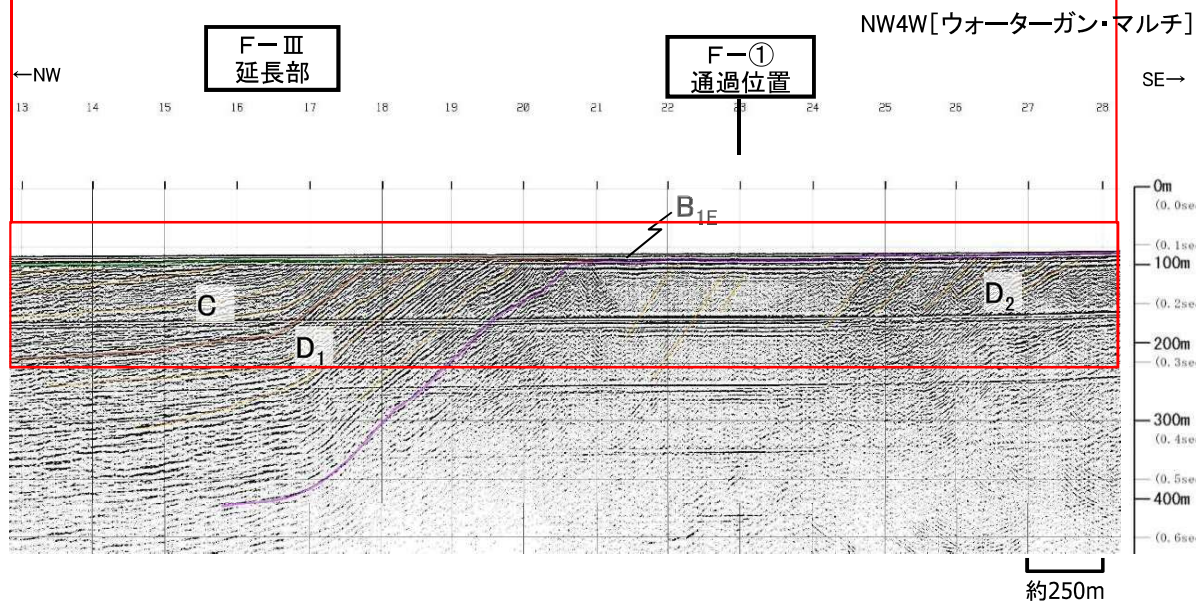 NW4W[ウォーターガン・マルチ]
F-Ⅲ
延長部
F-①
通過位置
←NW
SE→
13 14 15 16 17 18 19 20 21 22 23 24 25 26 27 28
0m
(0.0sec
B1E
(0.1sec
100m
C
D2
(0.2sec
D1
200m
(0.3sec
300m
(0.4sec
(0.5sec
400m
(0.6sec
約250m